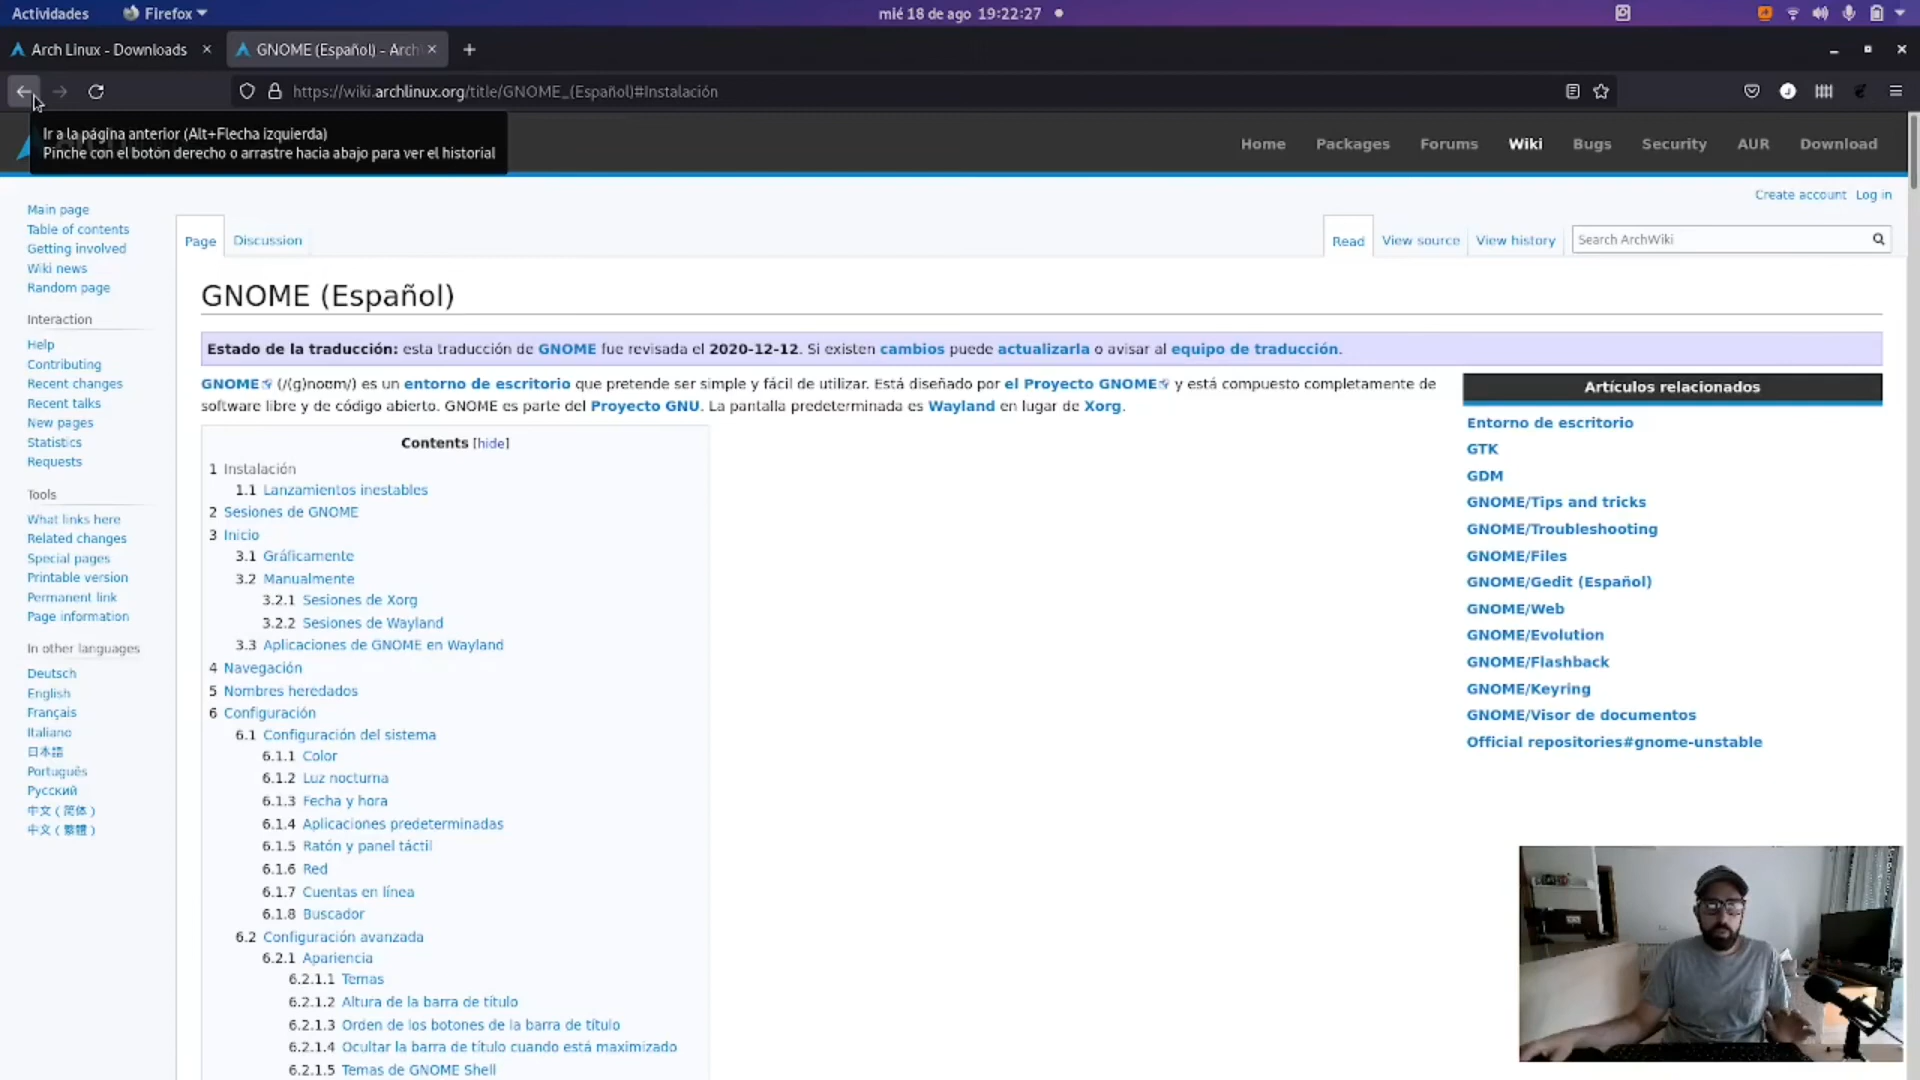 Actividades
Firefox
mié 18 de ago 19:22:27
Arch Linux - Downloads
GNOME (Español) - Arch
https://wiki.archlinux.org/title/GNOME_(Español)#Instalación
Ir a la página anterior (Alt+Flecha izquierda)
Pinche con el botón derecho o arrastre hacia abajo para ver el historial
Home Packages Forums Wiki Bugs Security AUR Download
Create account Log in
Main page
Table of contents
Getting involved
Wiki news
Random page
Interaction
Help
Contributing
Recent changes
Recent talks
New pages
Statistics
Requests
Tools
What links here
Related changes
Special pages
Printable version
Permanent link
Page information
In other languages
Deutsch
English
Français
Italiano
日本語
Português
Русский
中文（简体）
中文（繁體）
Page Discussion
Read View source View history Search ArchWiki
GNOME (Español)
Estado de la traducción: esta traducción de GNOME fue revisada el 2020-12-12. Si existen cambios puede actualizarla o avisar al equipo de traducción.
GNOME (/(ɡ)noʊm/) es un entorno de escritorio que pretende ser simple y fácil de utilizar. Está diseñado por el Proyecto GNOME y está compuesto completamente de
software libre y de código abierto. GNOME es parte del Proyecto GNU. La pantalla predeterminada es Wayland en lugar de Xorg.
Contents [hide]
1 Instalación
1.1 Lanzamientos inestables
2 Sesiones de GNOME
3 Inicio
3.1 Gráficamente
3.2 Manualmente
3.2.1 Sesiones de Xorg
3.2.2 Sesiones de Wayland
3.3 Aplicaciones de GNOME en Wayland
4 Navegación
5 Nombres heredados
6 Configuración
6.1 Configuración del sistema
6.1.1 Color
6.1.2 Luz nocturna
6.1.3 Fecha y hora
6.1.4 Aplicaciones predeterminadas
6.1.5 Ratón y panel táctil
6.1.6 Red
6.1.7 Cuentas en línea
6.1.8 Buscador
6.2 Configuración avanzada
6.2.1 Apariencia
6.2.1.1 Temas
6.2.1.2 Altura de la barra de título
6.2.1.3 Orden de los botones de la barra de título
6.2.1.4 Ocultar la barra de título cuando está maximizado
6.2.1.5 Temas de GNOME Shell
Artículos relacionados
Entorno de escritorio
GTK
GDM
GNOME/Tips and tricks
GNOME/Troubleshooting
GNOME/Files
GNOME/Gedit (Español)
GNOME/Web
GNOME/Evolution
GNOME/Flashback
GNOME/Keyring
GNOME/Visor de documentos
Official repositories#gnome-unstable